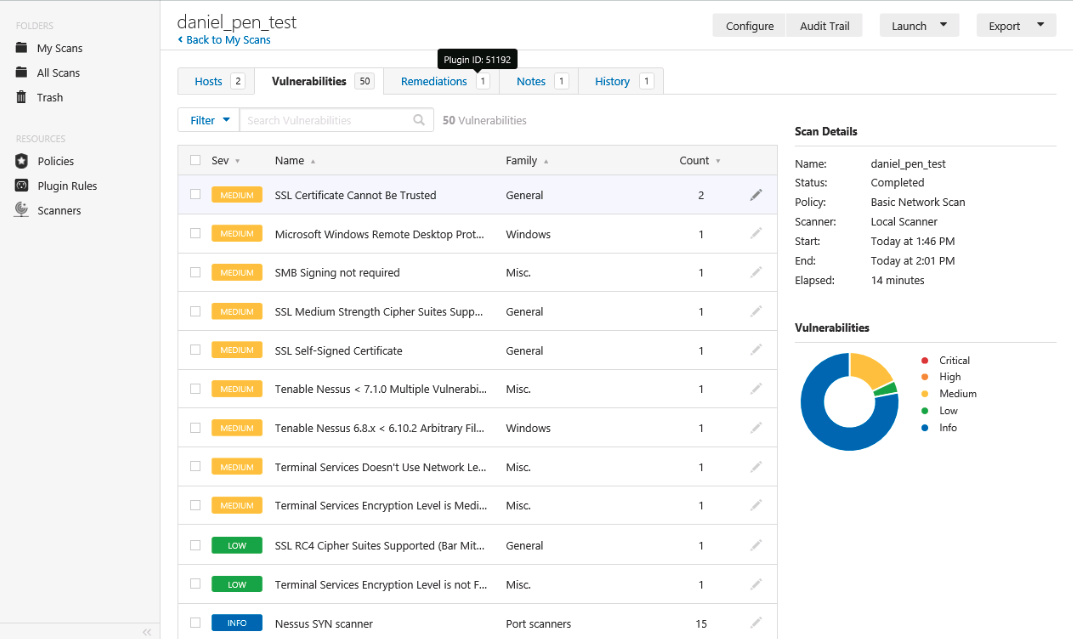 daniel_pen_test
Back to My Scans
Configure Audit Trail Launch Export
FOLDERS
My Scans
All Scans
Trash
RESOURCES
Policies
Plugin Rules
Scanners
Plugin ID: 51192
Hosts 2 Vulnerabilities 50 Remediations 1 Notes 1 History 1
Filter Search Vulnerabilities 50 Vulnerabilities
Sev Name Family Count
MEDIUM SSL Certificate Cannot Be Trusted General 2
MEDIUM Microsoft Windows Remote Desktop Prot... Windows 1
MEDIUM SMB Signing not required Misc. 1
MEDIUM SSL Medium Strength Cipher Suites Supp... General 1
MEDIUM SSL Self-Signed Certificate General 1
MEDIUM Tenable Nessus < 7.1.0 Multiple Vulnerabi... Misc. 1
MEDIUM Tenable Nessus 6.8.x < 6.10.2 Arbitrary Fil... Windows 1
MEDIUM Terminal Services Doesn't Use Network Le... Misc. 1
MEDIUM Terminal Services Encryption Level is Medi... Misc. 1
LOW SSL RC4 Cipher Suites Supported (Bar Mit... General 1
LOW Terminal Services Encryption Level is not F... Misc. 1
INFO Nessus SYN scanner Port scanners 15
Scan Details
Name: daniel_pen_test
Status: Completed
Policy: Basic Network Scan
Scanner: Local Scanner
Start: Today at 1:46 PM
End: Today at 2:01 PM
Elapsed: 14 minutes
Vulnerabilities
Critical
High
Medium
Low
Info